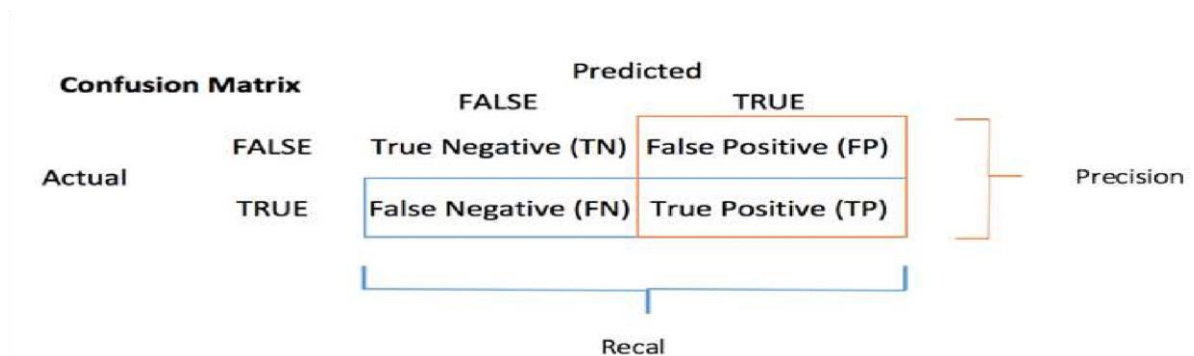 Predicted
Confusion Matrix
FALSE TRUE
FALSE True Negative (TN) False Positive (FP)
Actual Precision
TRUE False Negative (FN) True Positive (TP)
Recal